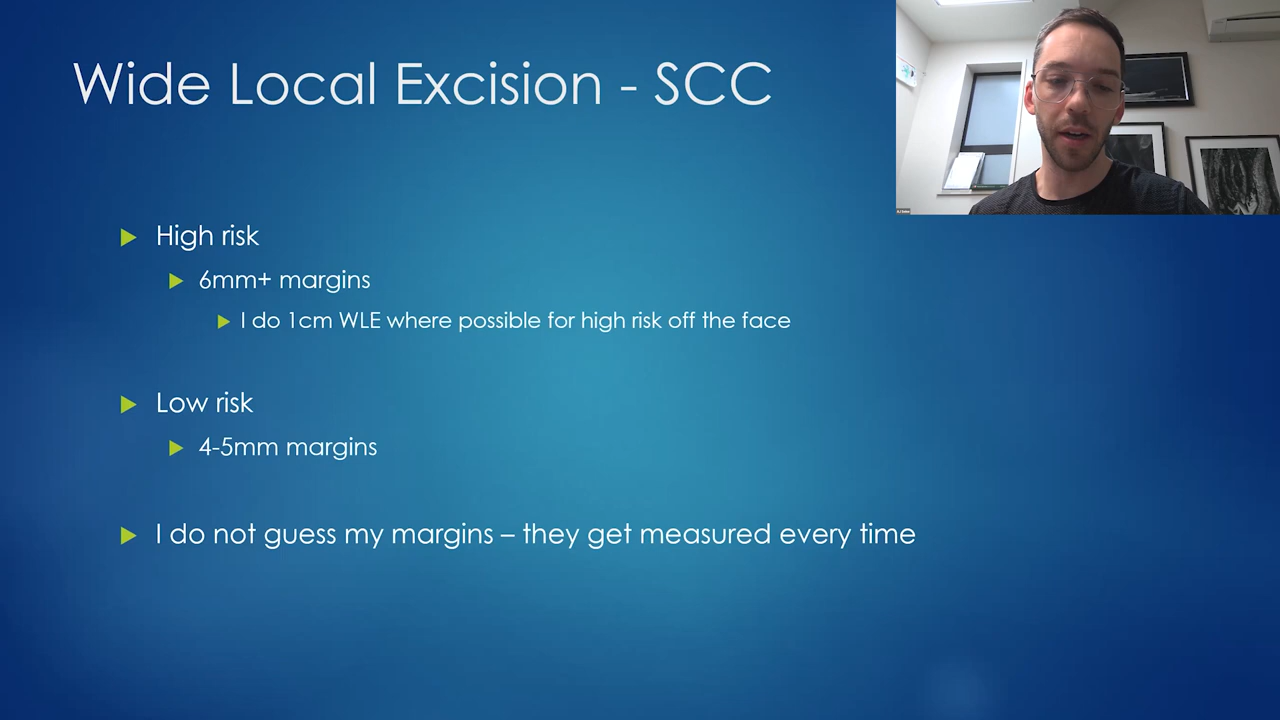 Wide Local Excision - SCC
High risk
6mm+ margins
I do 1cm WLE where possible for high risk off the face
Low risk
4-5mm margins
I do not guess my margins – they get measured every time